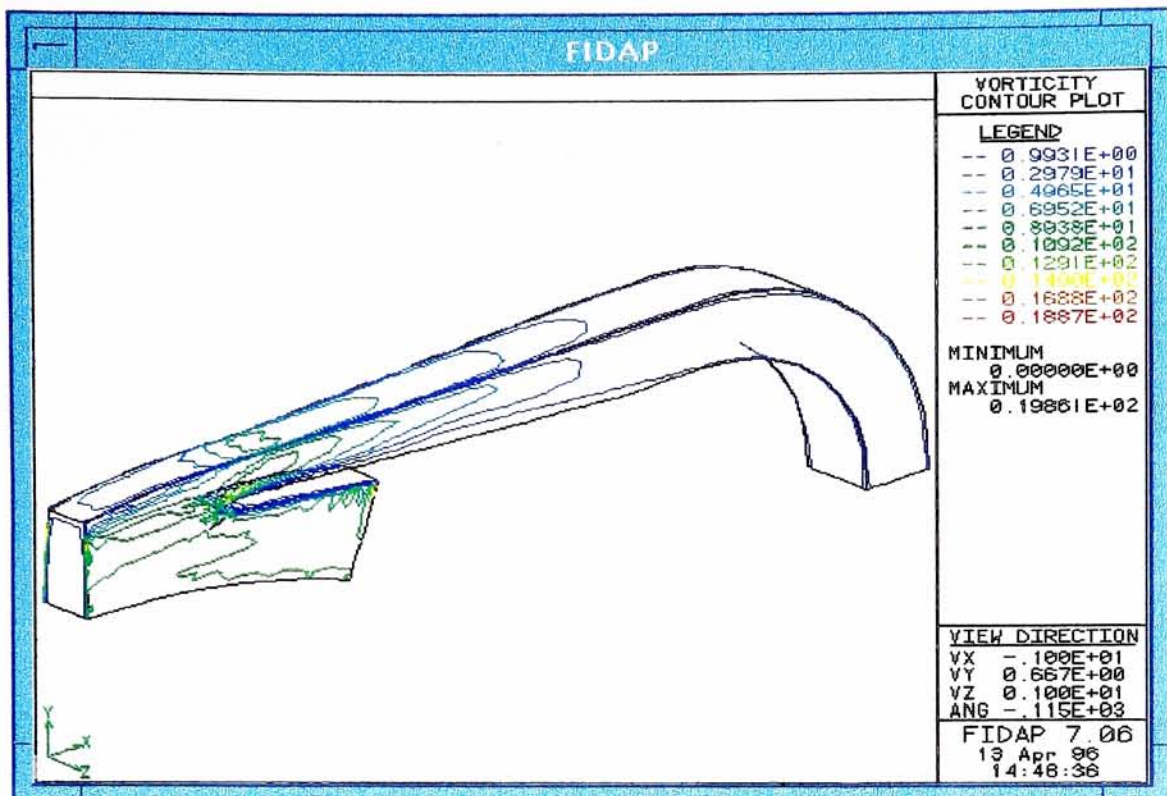 FIDAP
VORTICITY
CONTOUR PLOT
LEGEND
-- 0.9931E+00
-- 0.2979E+01
-- 0.4965E+01
-- 0.6952E+01
-- 0.8938E+01
-- 0.1092E+02
-- 0.1291E+02
-- 0.1490E+02
-- 0.1688E+02
-- 0.1887E+02
MINIMUM
0.00000E+00
MAXIMUM
0.19861E+02
VIEW DIRECTION
VX -.100E+01
VY 0.667E+00
VZ 0.100E+01
ANG -.115E+03
FIDAP 7.06
13 Apr 96
14:48:36
Y
X
Z